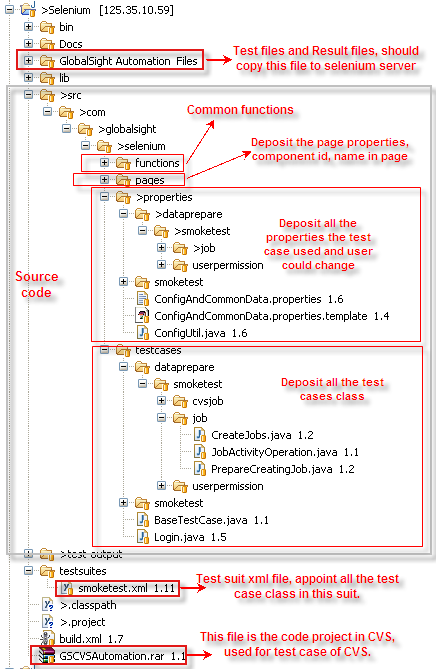 >Selenium [125.35.10.59]
bin
Docs
GlobalSight Automation Files
Test files and Result files, should
copy this file to selenium server
lib
>src
>com
Common functions
>globalsight
>selenium
functions
Deposit the page properties,
component id, name in page
pages
>properties
>dataprepare
>smoketest
>job
userpermission
Deposit all the
properties the test
case used and user
could change
smoketest
ConfigAndCommonData.properties 1.6
ConfigAndCommonData.properties.template 1.4
ConfigUtil.java 1.6
Source
code
testcases
dataprepare
smoketest
cvsjob
job
Deposit all the test
cases class
CreateJobs.java 1.2
JobActivityOperation.java 1.1
PrepareCreatingJob.java 1.2
userpermission
smoketest
BaseTestCase.java 1.1
Login.java 1.5
>test-output
testsuites
smoketest.xml 1.11
Test suit xml file, appoint all the test
case class in this suit.
>.classpath
>.project
build.xml 1.7
GSCVSAutomation.rar 1.1
This file is the code project in CVS,
used for test case of CVS.